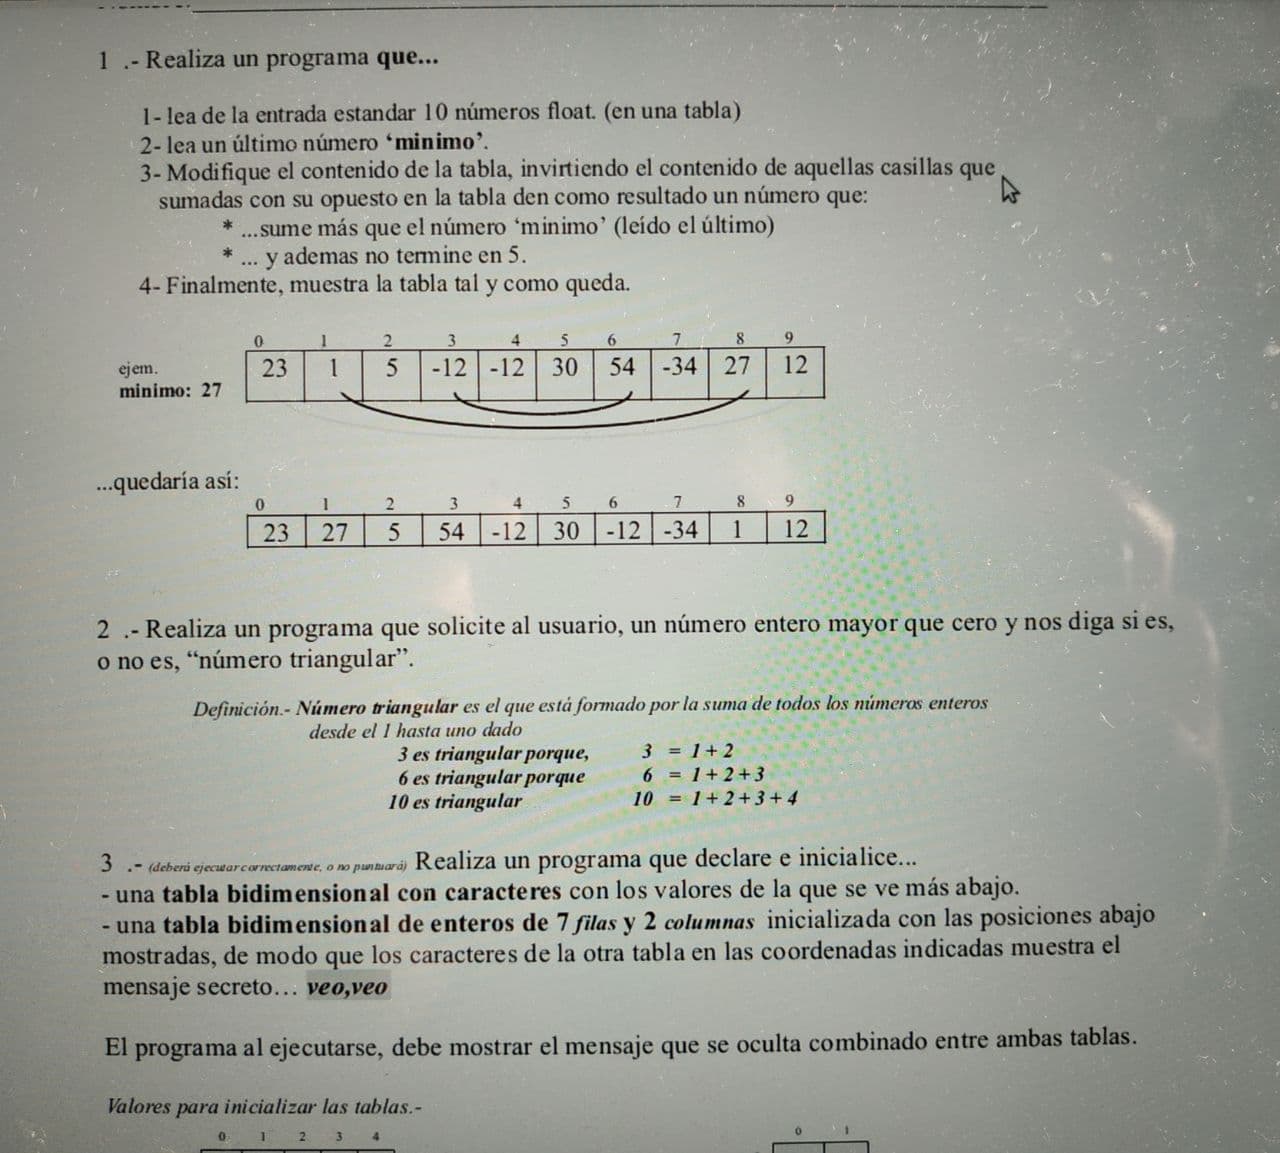 1 .- Realiza un programa que...
1- lea de la entrada estandar 10 números float. (en una tabla)
2- lea un último número ‘minimo’.
3- Modifique el contenido de la tabla, invirtiendo el contenido de aquellas casillas que
sumadas con su opuesto en la tabla den como resultado un número que:
* ...sume más que el número ‘minimo’ (leído el último)
* ... y ademas no termine en 5.
4- Finalmente, muestra la tabla tal y como queda.
0 1 2 3 4 5 6 7 8 9
ejem. 23 1 5 -12 -12 30 54 -34 27 12
minimo: 27
...quedaría así:
0 1 2 3 4 5 6 7 8 9
23 27 5 54 -12 30 -12 -34 1 12
2 .- Realiza un programa que solicite al usuario, un número entero mayor que cero y nos diga si es,
o no es, “número triangular”.
Definición.- Número triangular es el que está formado por la suma de todos los números enteros
desde el 1 hasta uno dado
3 es triangular porque, 3 = 1+2
6 es triangular porque 6 = 1+2+3
10 es triangular 10 = 1+2+3+4
3 .- (deberá ejecutar correctamente, o no puntuará) Realiza un programa que declare e inicialice...
- una tabla bidimensional con caracteres con los valores de la que se ve más abajo.
- una tabla bidimensional de enteros de 7 filas y 2 columnas inicializada con las posiciones abajo
mostradas, de modo que los caracteres de la otra tabla en las coordenadas indicadas muestra el
mensaje secreto... veo,veo
El programa al ejecutarse, debe mostrar el mensaje que se oculta combinado entre ambas tablas.
Valores para inicializar las tablas.-
0 1 2 3 4 0 1